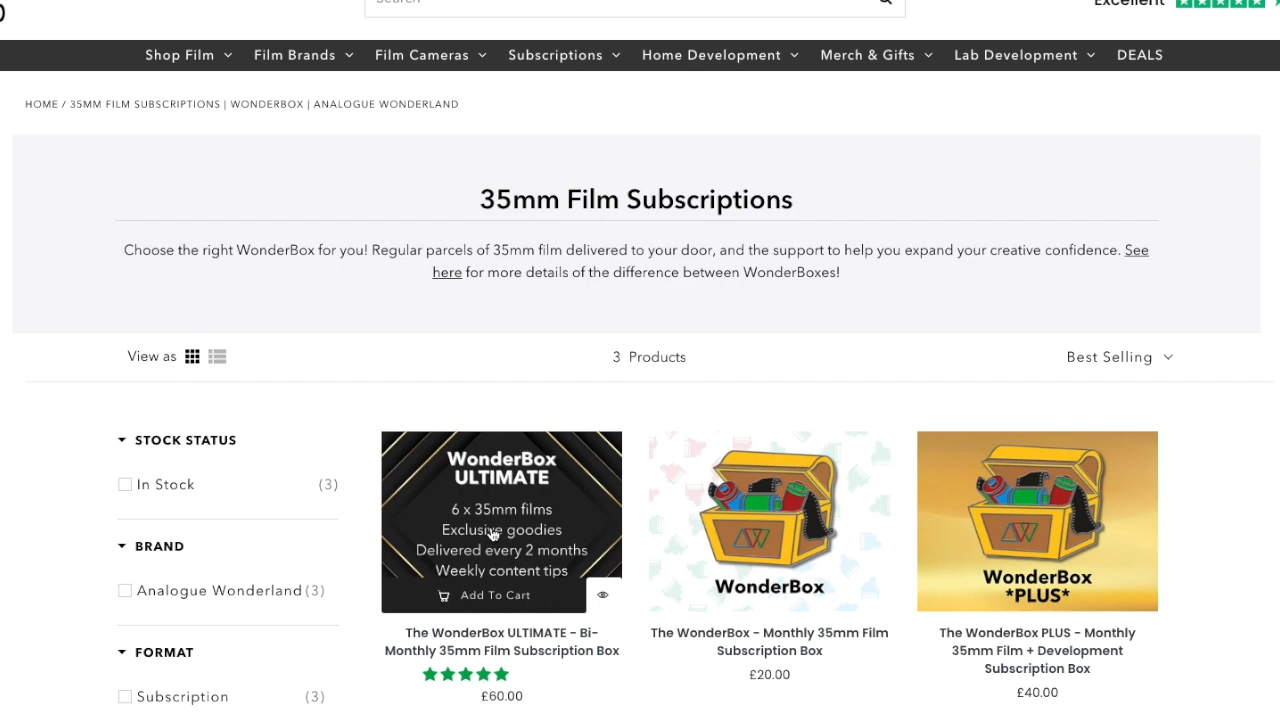 Search
Excellent
Shop Film
Film Brands
Film Cameras
Subscriptions
Home Development
Merch & Gifts
Lab Development
DEALS
HOME / 35MM FILM SUBSCRIPTIONS | WONDERBOX | ANALOGUE WONDERLAND
35mm Film Subscriptions
Choose the right WonderBox for you! Regular parcels of 35mm film delivered to your door, and the support to help you expand your creative confidence. See
here for more details of the difference between WonderBoxes!
View as
3 Products
Best Selling
STOCK STATUS
In Stock (3)
BRAND
Analogue Wonderland (3)
FORMAT
Subscription (3)
WonderBox
ULTIMATE
6 x 35mm films
Exclusive goodies
Delivered every 2 months
Weekly content tips
Add To Cart
The WonderBox ULTIMATE - Bi-
Monthly 35mm Film Subscription Box
£60.00
AW
WonderBox
The WonderBox - Monthly 35mm Film
Subscription Box
£20.00
AW
WonderBox
*PLUS*
The WonderBox PLUS - Monthly
35mm Film + Development
Subscription Box
£40.00